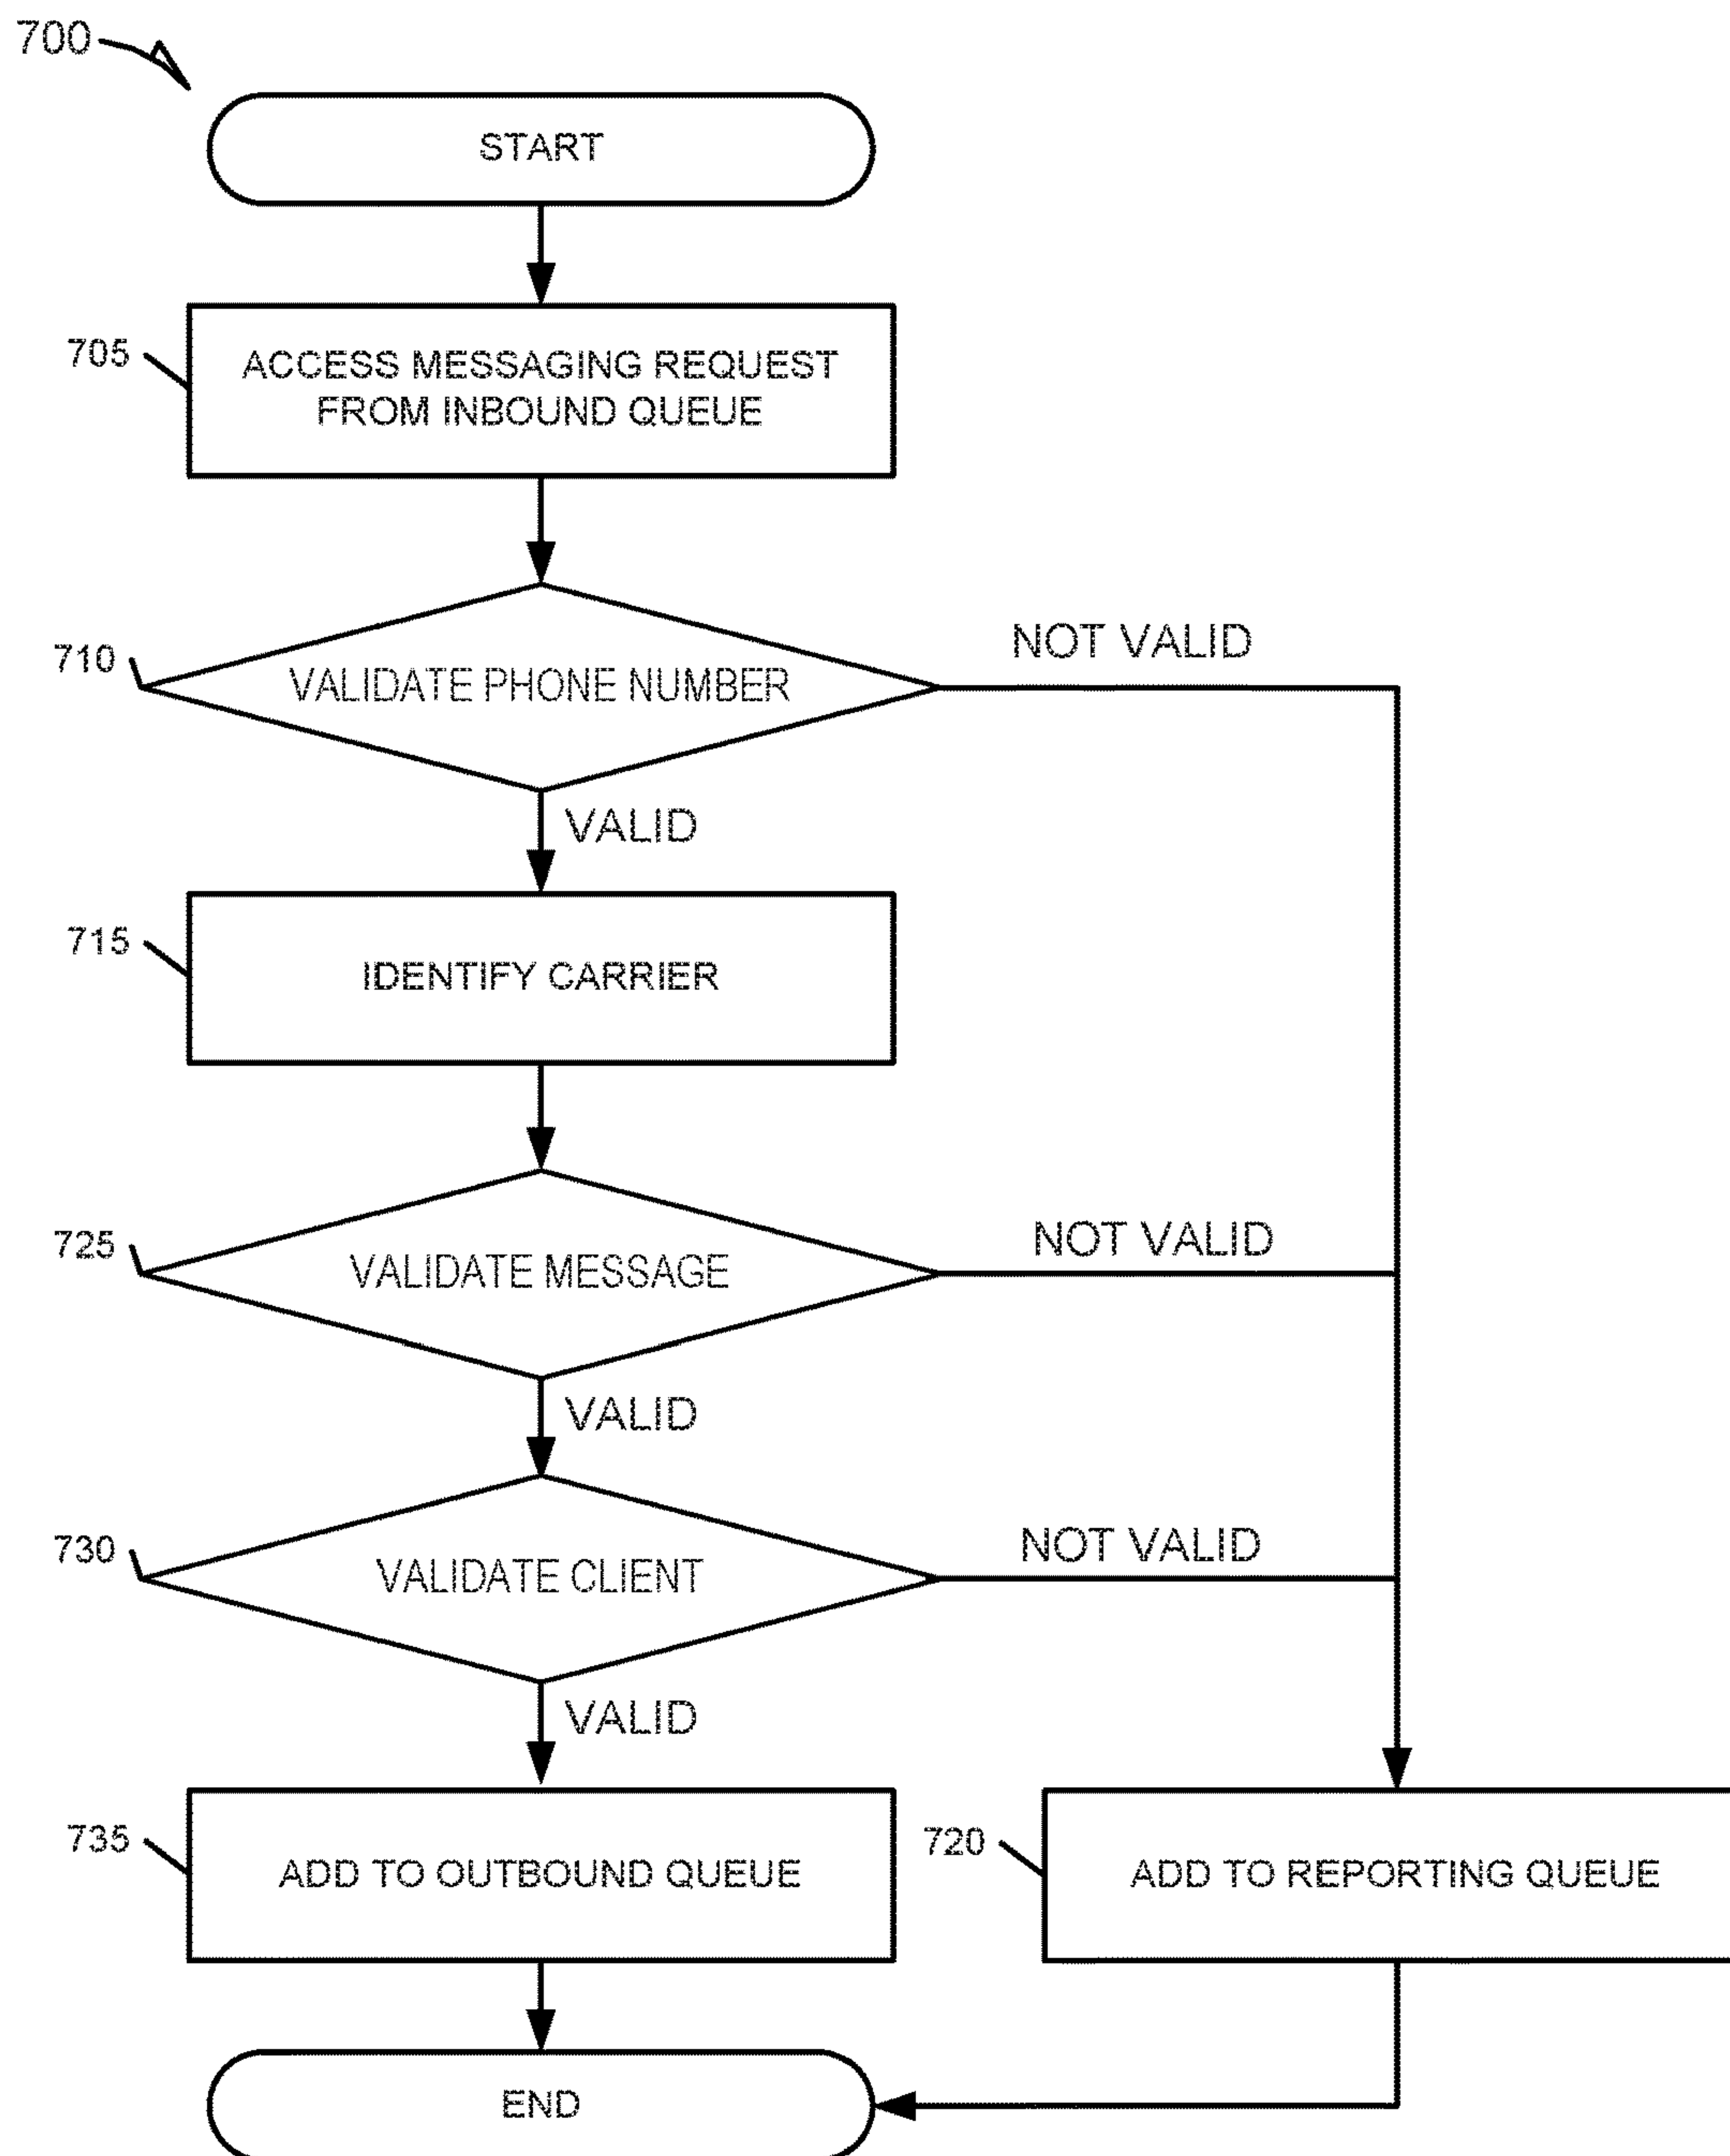 700
START
705
ACCESS MESSAGING REQUEST
FROM INBOUND QUEUE
710
VALIDATE PHONE NUMBER
NOT VALID
VALID
715
IDENTIFY CARRIER
725
VALIDATE MESSAGE
NOT VALID
VALID
730
VALIDATE CLIENT
NOT VALID
VALID
735
ADD TO OUTBOUND QUEUE
720
ADD TO REPORTING QUEUE
END